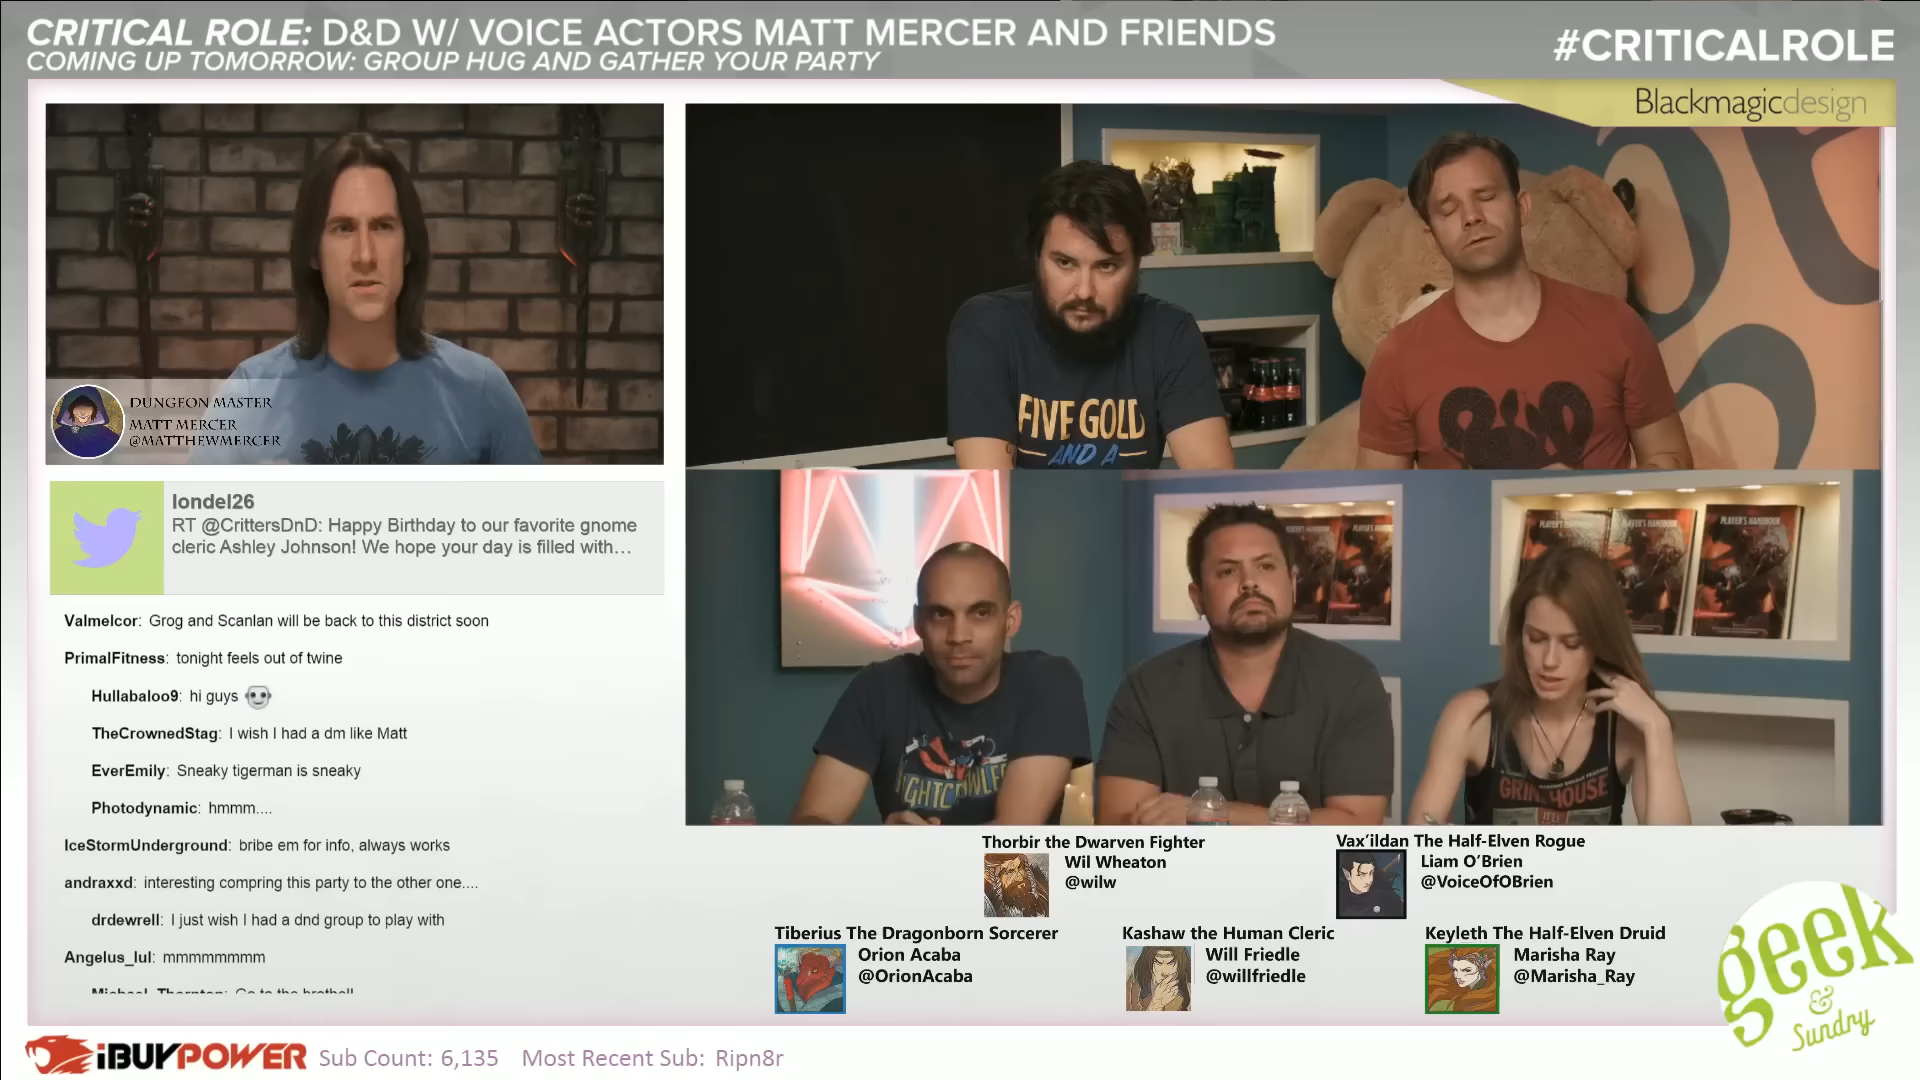 CRITICAL ROLE: D&D W/ VOICE ACTORS MATT MERCER AND FRIENDS
COMING UP TOMORROW: GROUP HUG AND GATHER YOUR PARTY
#CRITICALROLE
Blackmagicdesign
DUNGEON MASTER
MATT MERCER
@MATTHEWMERCER
FIVE GOLD
AND A
londel26
RT @CrittersDnD: Happy Birthday to our favorite gnome
cleric Ashley Johnson! We hope your day is filled with…
PLAYER'S HANDBOOK
PLAYER'S HANDBOOK
PLAYER'S HANDBOOK
Valmelcor: Grog and Scanlan will be back to this district soon
PrimalFitness: tonight feels out of twine
Hullabaloo9: hi guys
TheCrownedStag: I wish I had a dm like Matt
EverEmily: Sneaky tigerman is sneaky
Photodynamic: hmmm....
IceStormUnderground: bribe em for info, always works
andraxxd: interesting compring this party to the other one....
drdewrell: I just wish I had a dnd group to play with
Angelus_lul: mmmmmmmm
Thorbir the Dwarven Fighter
Wil Wheaton
@wilw
Vax'ildan The Half-Elven Rogue
Liam O'Brien
@VoiceOfOBrien
Tiberius The Dragonborn Sorcerer
Orion Acaba
@OrionAcaba
Kashaw the Human Cleric
Will Friedle
@willfriedle
Keyleth The Half-Elven Druid
Marisha Ray
@Marisha_Ray
geek
&
Sundry
iBUYPOWER
Sub Count: 6,135 Most Recent Sub: Ripn8r